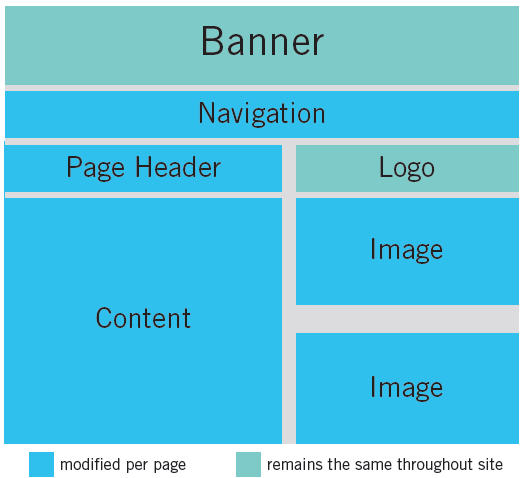 Banner
Navigation
Page Header
Logo
Content
Image
Image
modified per page
remains the same throughout site